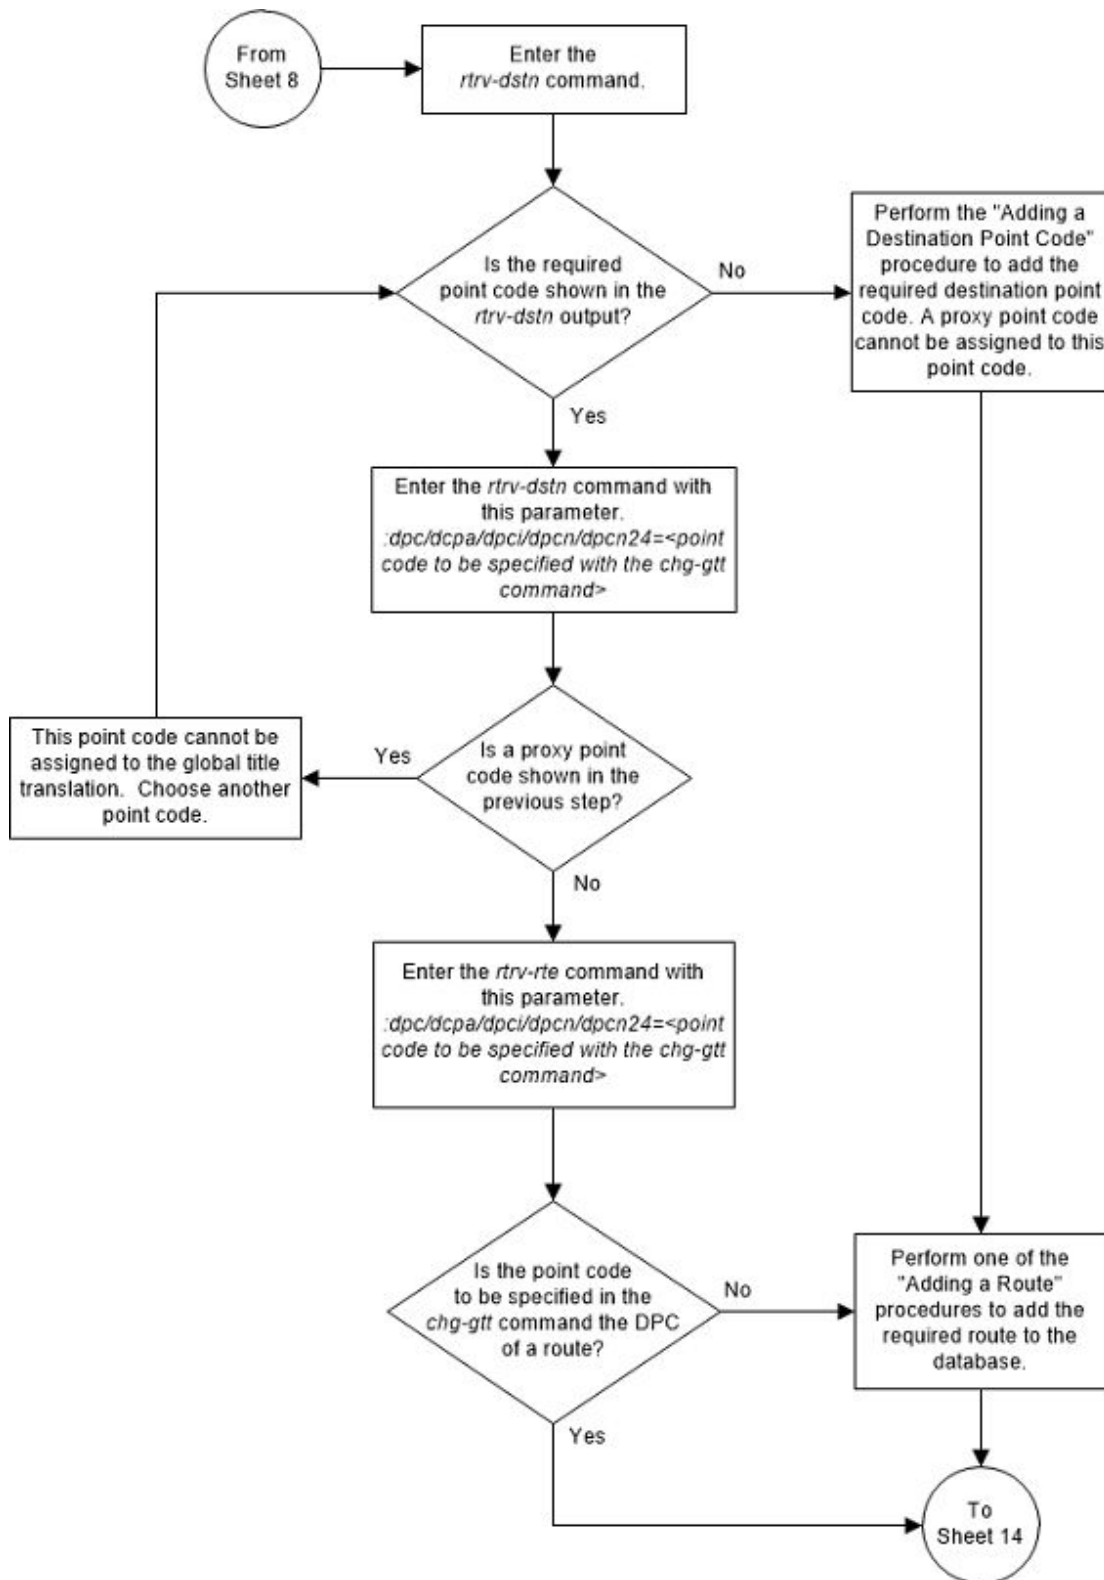 From
Sheet 8
Enter the
rtrv-dstn command.
Is the required
point code shown in the
rtrv-dstn output?
No
Perform the "Adding a
Destination Point Code"
procedure to add the
required destination point
code. A proxy point code
cannot be assigned to this
point code.
Yes
Enter the rtrv-dstn command with
this parameter.
:dpc/dcpa/dpci/dpcn/dpcn24=<point
code to be specified with the chg-gtt
command>
Is a proxy point
code shown in the
previous step?
Yes
This point code cannot be
assigned to the global title
translation. Choose another
point code.
No
Enter the rtrv-rte command with
this parameter.
:dpc/dcpa/dpci/dpcn/dpcn24=<point
code to be specified with the chg-gtt
command>
Is the point code
to be specified in the
chg-gtt command the DPC
of a route?
No
Perform one of the
"Adding a Route"
procedures to add the
required route to the
database.
Yes
To
Sheet 14